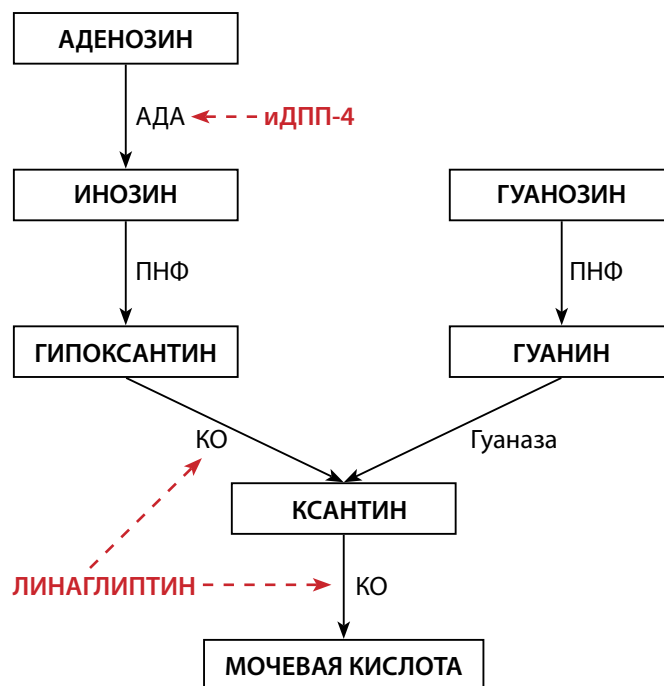 АДЕНОЗИН
АДА
иДПП-4
ИНОЗИН
ГУАНОЗИН
ПНФ
ПНФ
ГИПОКСАНТИН
ГУАНИН
КО
Гуаназа
КСАНТИН
ЛИНАГЛИПТИН
КО
МОЧЕВАЯ КИСЛОТА